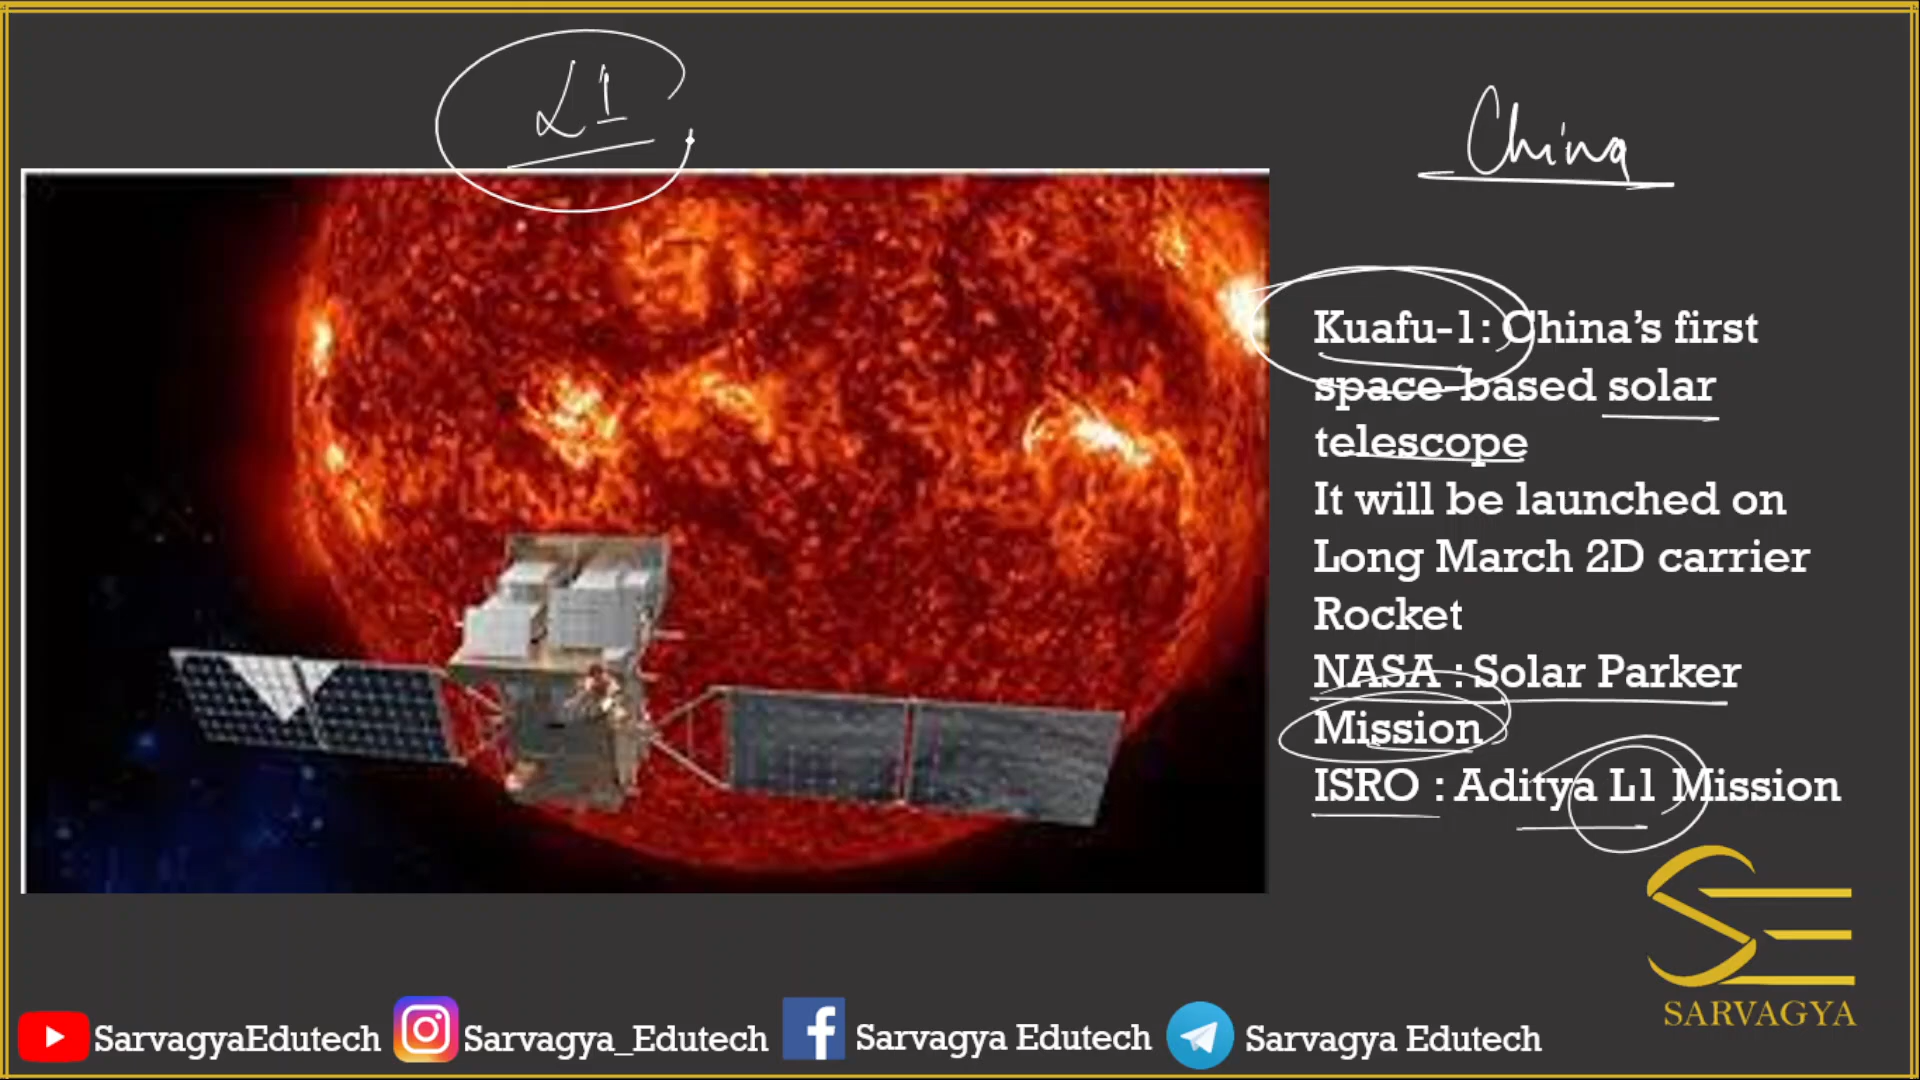 L1
China
Kuafu-1: China's first
space-based solar
telescope
It will be launched on
Long March 2D carrier
Rocket
NASA : Solar Parker
Mission
ISRO : Aditya L1 Mission
SARVAGYA
SarvagyaEdutech Sarvagya_Edutech Sarvagya Edutech Sarvagya Edutech